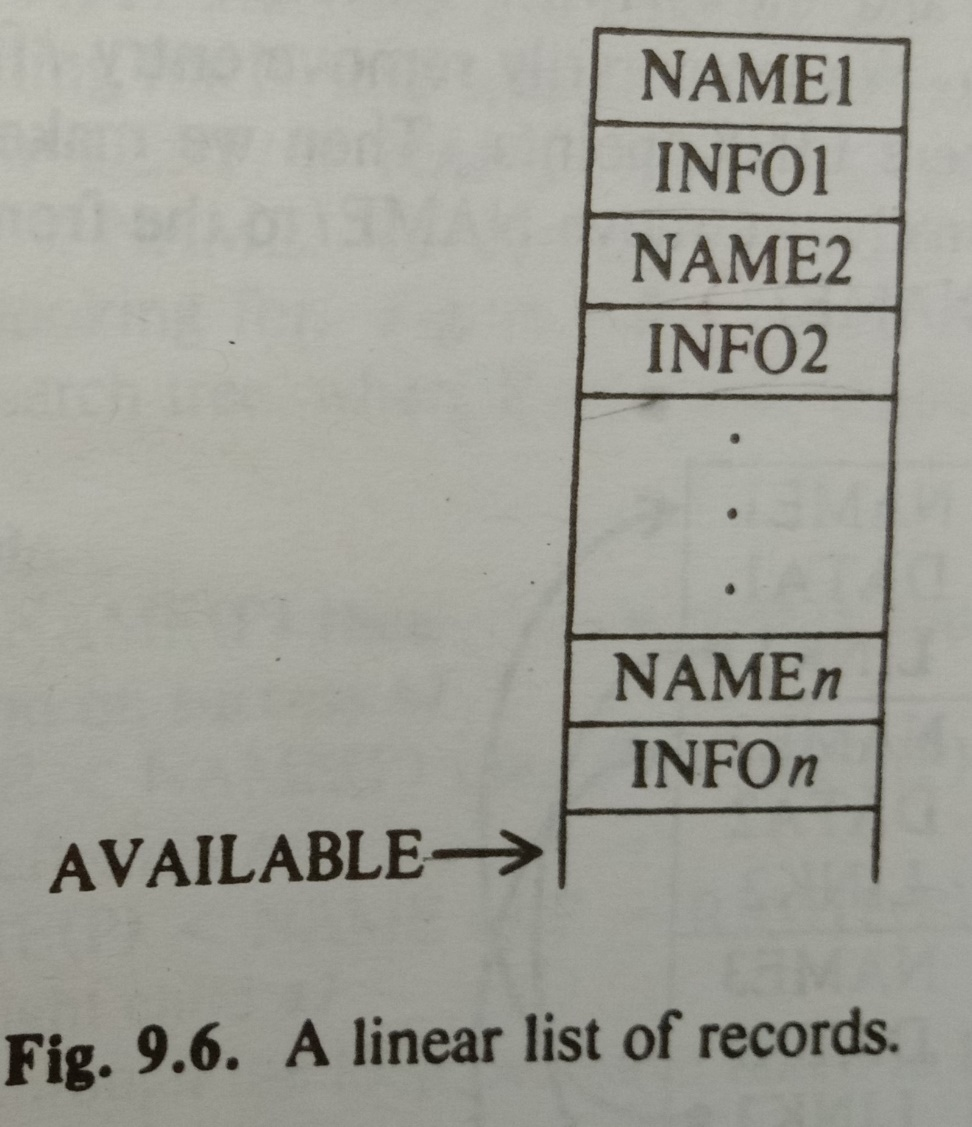 NAME1
INFO1
NAME2
INFO2
.
.
.
NAMEn
INFOn
AVAILABLE
Fig. 9.6. A linear list of records.